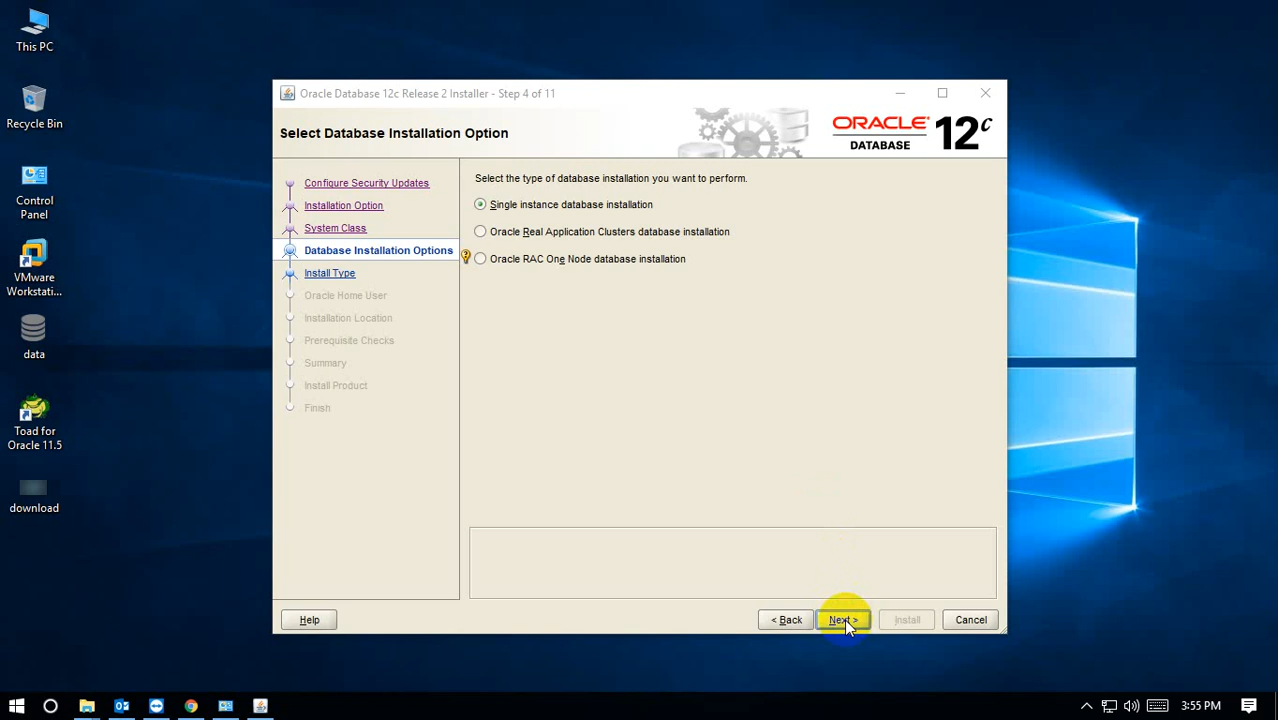 This PC
Recycle Bin
Control
Panel
VMware
Workstati...
data
Toad for
Oracle 11.5
download
Oracle Database 12c Release 2 Installer - Step 4 of 11
Select Database Installation Option
ORACLE®
DATABASE
12c
Configure Security Updates
Installation Option
System Class
Database Installation Options
Install Type
Oracle Home User
Installation Location
Prerequisite Checks
Summary
Install Product
Finish
Select the type of database installation you want to perform.
Single instance database installation
Oracle Real Application Clusters database installation
Oracle RAC One Node database installation
Help
< Back
Next >
Install
Cancel
3:55 PM